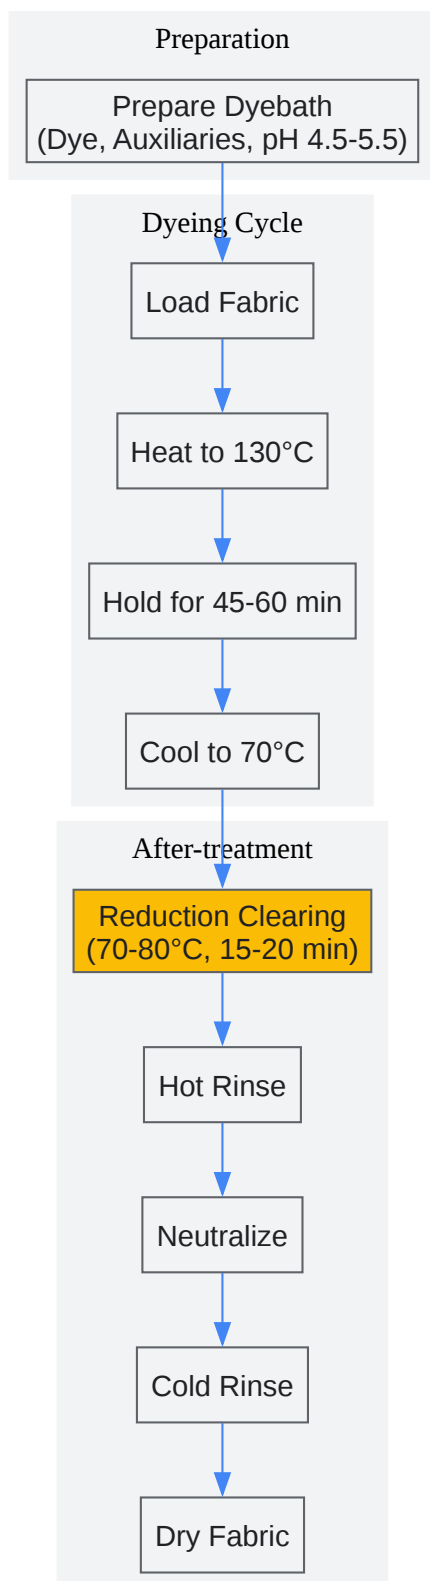 Preparation
Prepare Dyebath
(Dye, Auxiliaries, pH 4.5-5.5)
Dyeing Cycle
Load Fabric
Heat to 130°C
Hold for 45-60 min
Cool to 70°C
After-treatment
Reduction Clearing
(70-80°C, 15-20 min)
Hot Rinse
Neutralize
Cold Rinse
Dry Fabric